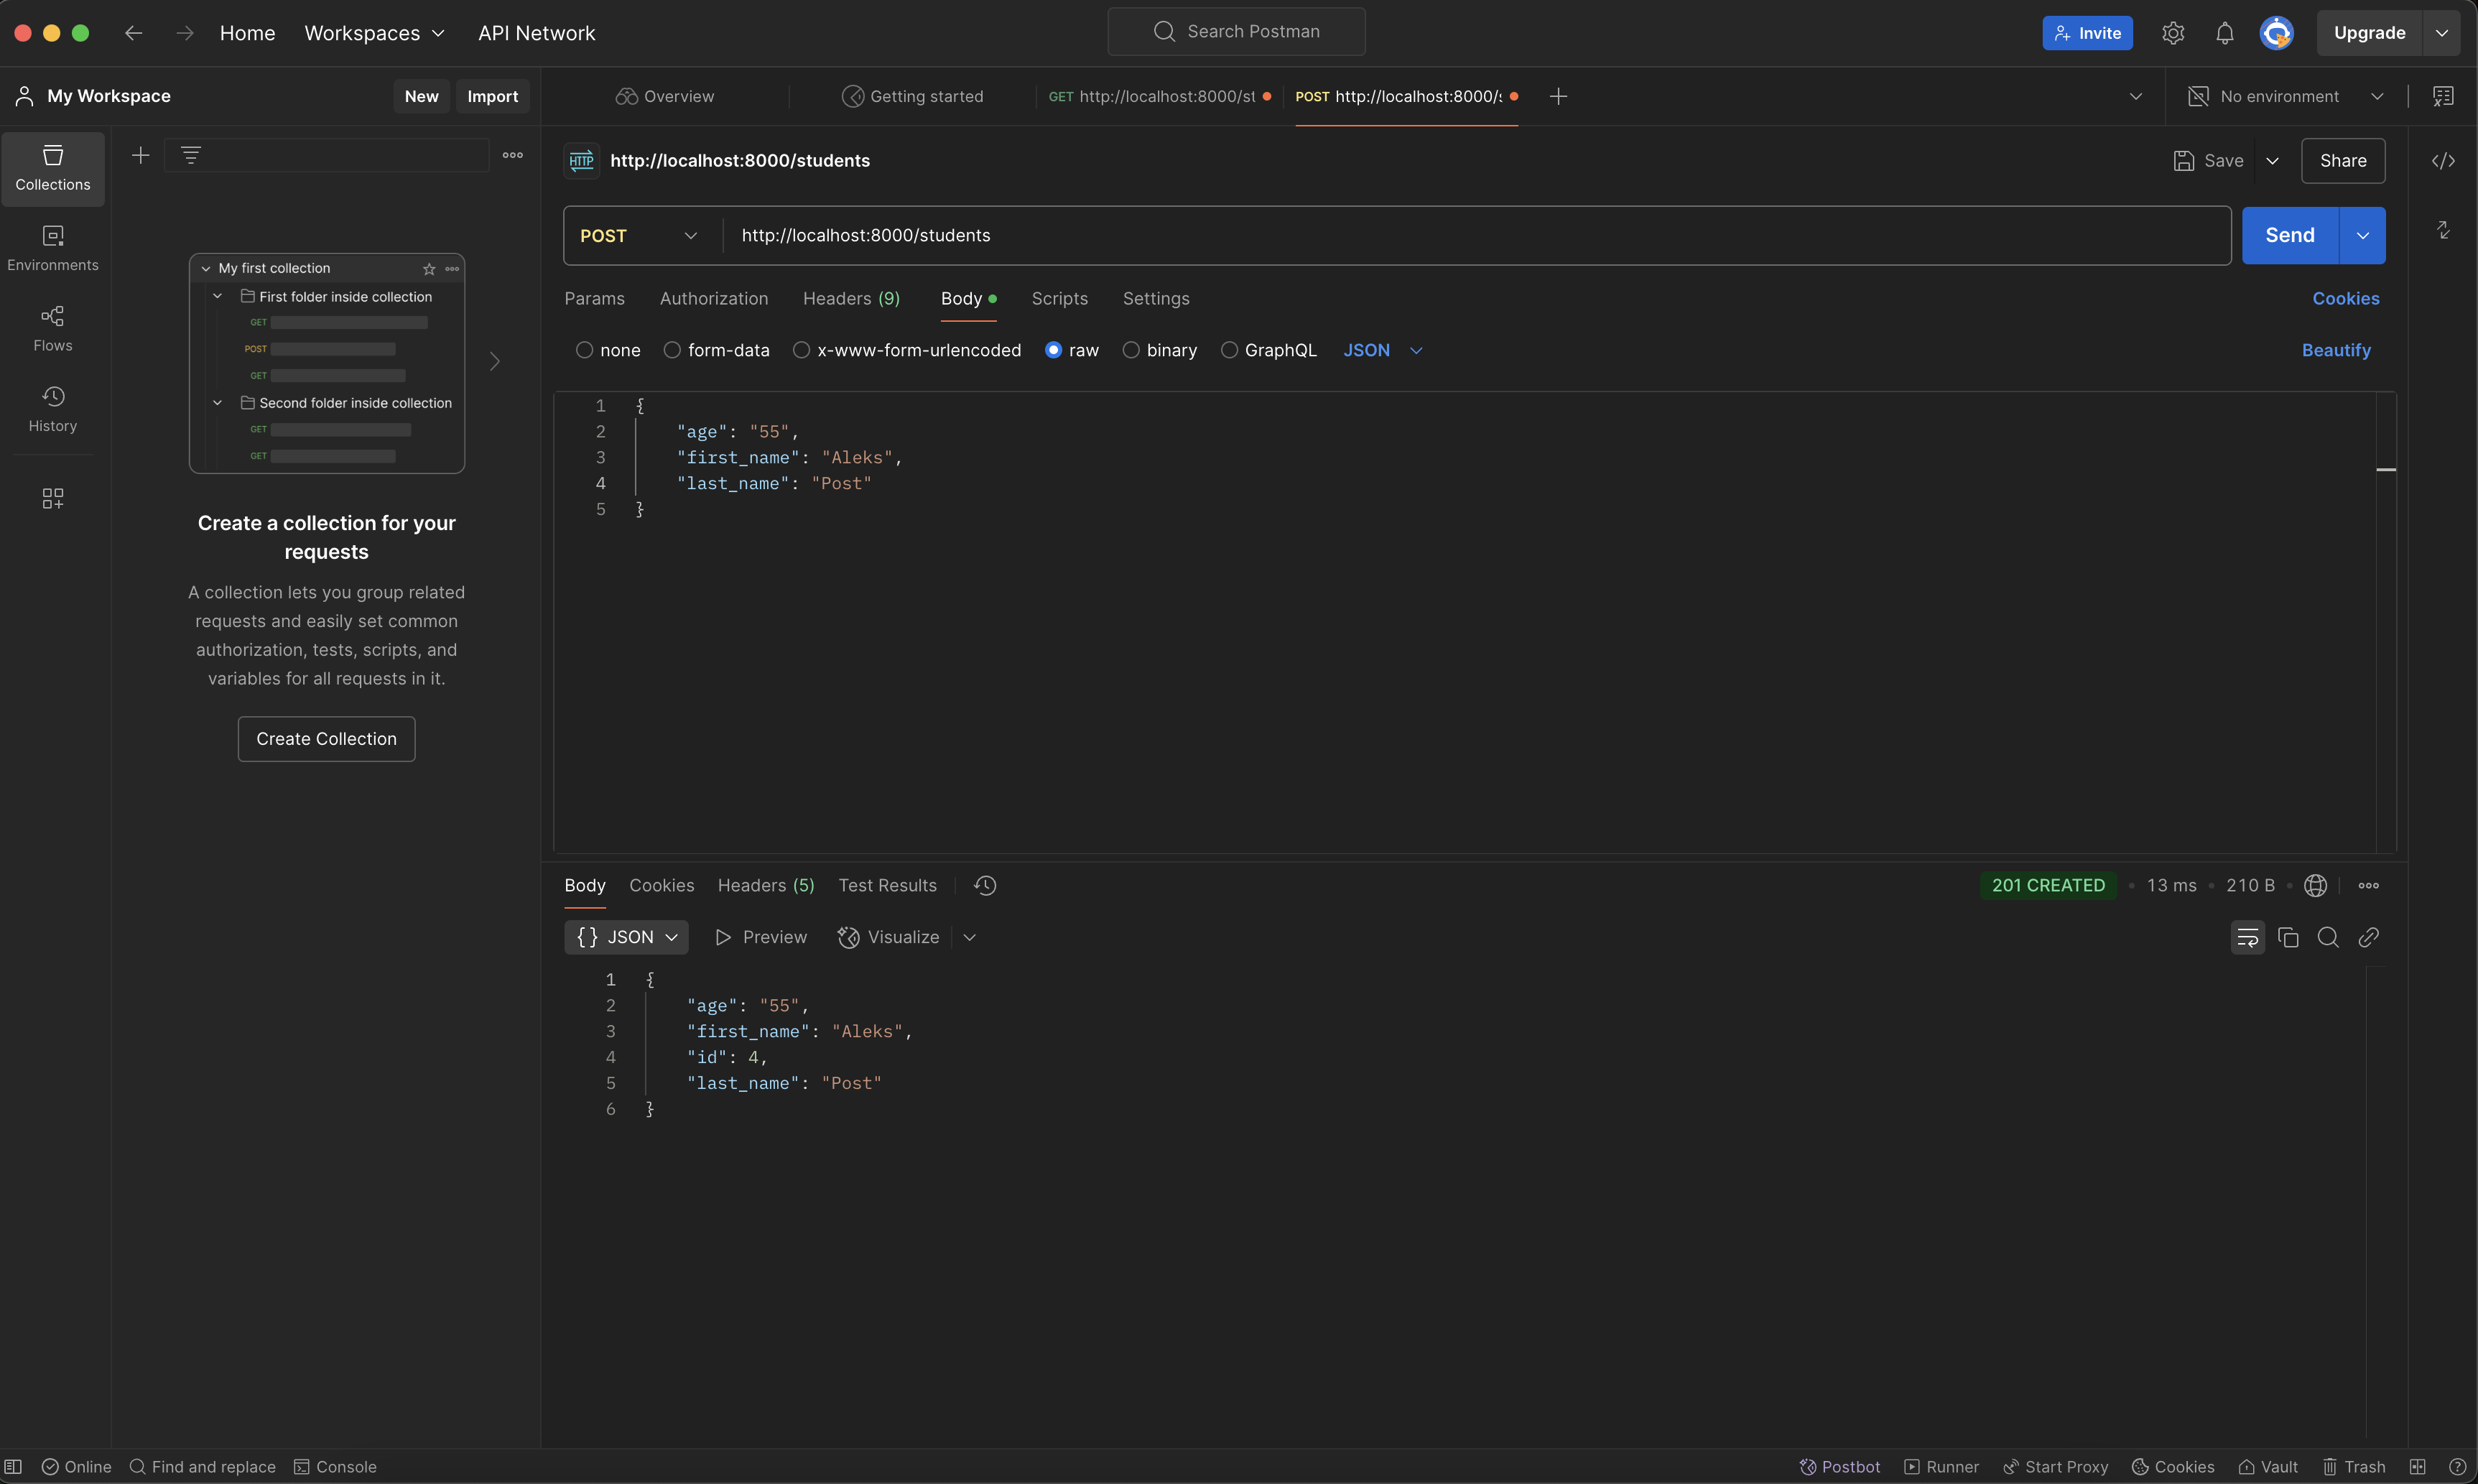 Home Workspaces API Network Search Postman Invite Upgrade
My Workspace New Import Overview Getting started GET http://localhost:8000/st POST http://localhost:8000/s No environment
Collections
Environments
Flows
History
My first collection
First folder inside collection
GET
POST
GET
Second folder inside collection
GET
GET
Create a collection for your
requests
A collection lets you group related
requests and easily set common
authorization, tests, scripts, and
variables for all requests in it.
Create Collection
HTTP http://localhost:8000/students Save Share
POST http://localhost:8000/students Send
Params Authorization Headers (9) Body Scripts Settings Cookies
none form-data x-www-form-urlencoded raw binary GraphQL JSON Beautify
1 {
2 "age": "55",
3 "first_name": "Aleks",
4 "last_name": "Post"
5 }
Body Cookies Headers (5) Test Results 201 CREATED 13 ms 210 B
{} JSON Preview Visualize
1 {
2 "age": "55",
3 "first_name": "Aleks",
4 "id": 4,
5 "last_name": "Post"
6 }
Online Find and replace Console Postbot Runner Start Proxy Cookies Vault Trash